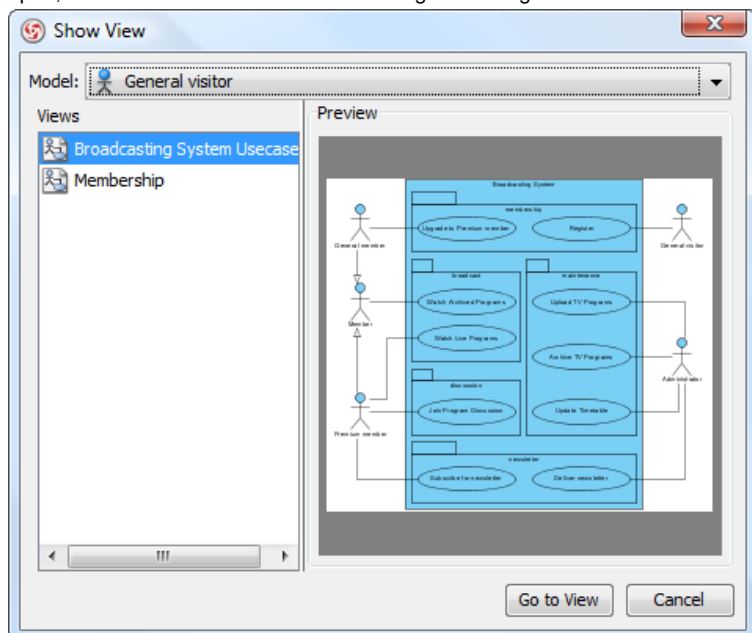 Show View
Model: General visitor
Views
Preview
Broadcasting System Usecase
Membership
Broadcasting System
membership
Upgrade to Premium member
Register
General member
General visitor
broadcast
maintenance
Watch Archived Programs
Upload TV Programs
Member
Watch Live Programs
Archive TV Programs
Administrator
discussion
Join Program Discussion
Update Timetable
Premium member
newsletter
Subscribe for newsletter
Deliver newsletter
Go to View
Cancel